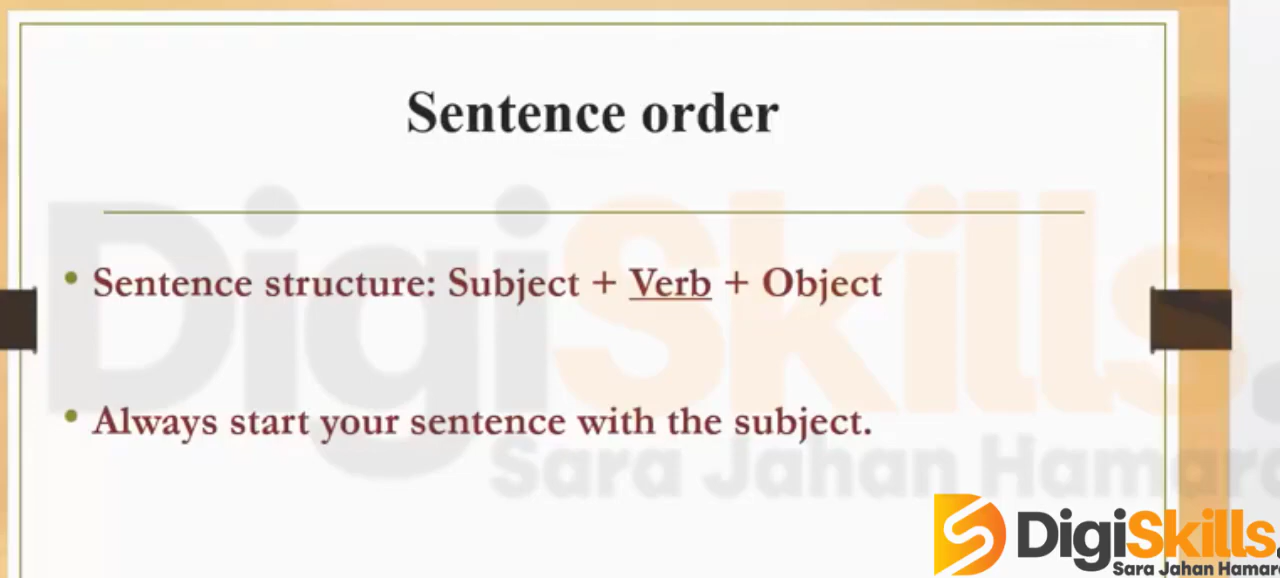 Sentence order
• Sentence structure: Subject + Verb + Object
• Always start your sentence with the subject.
DigiSkills.
Sara Jahan Hamara
DigiSkills.
Sara Jahan Hamar